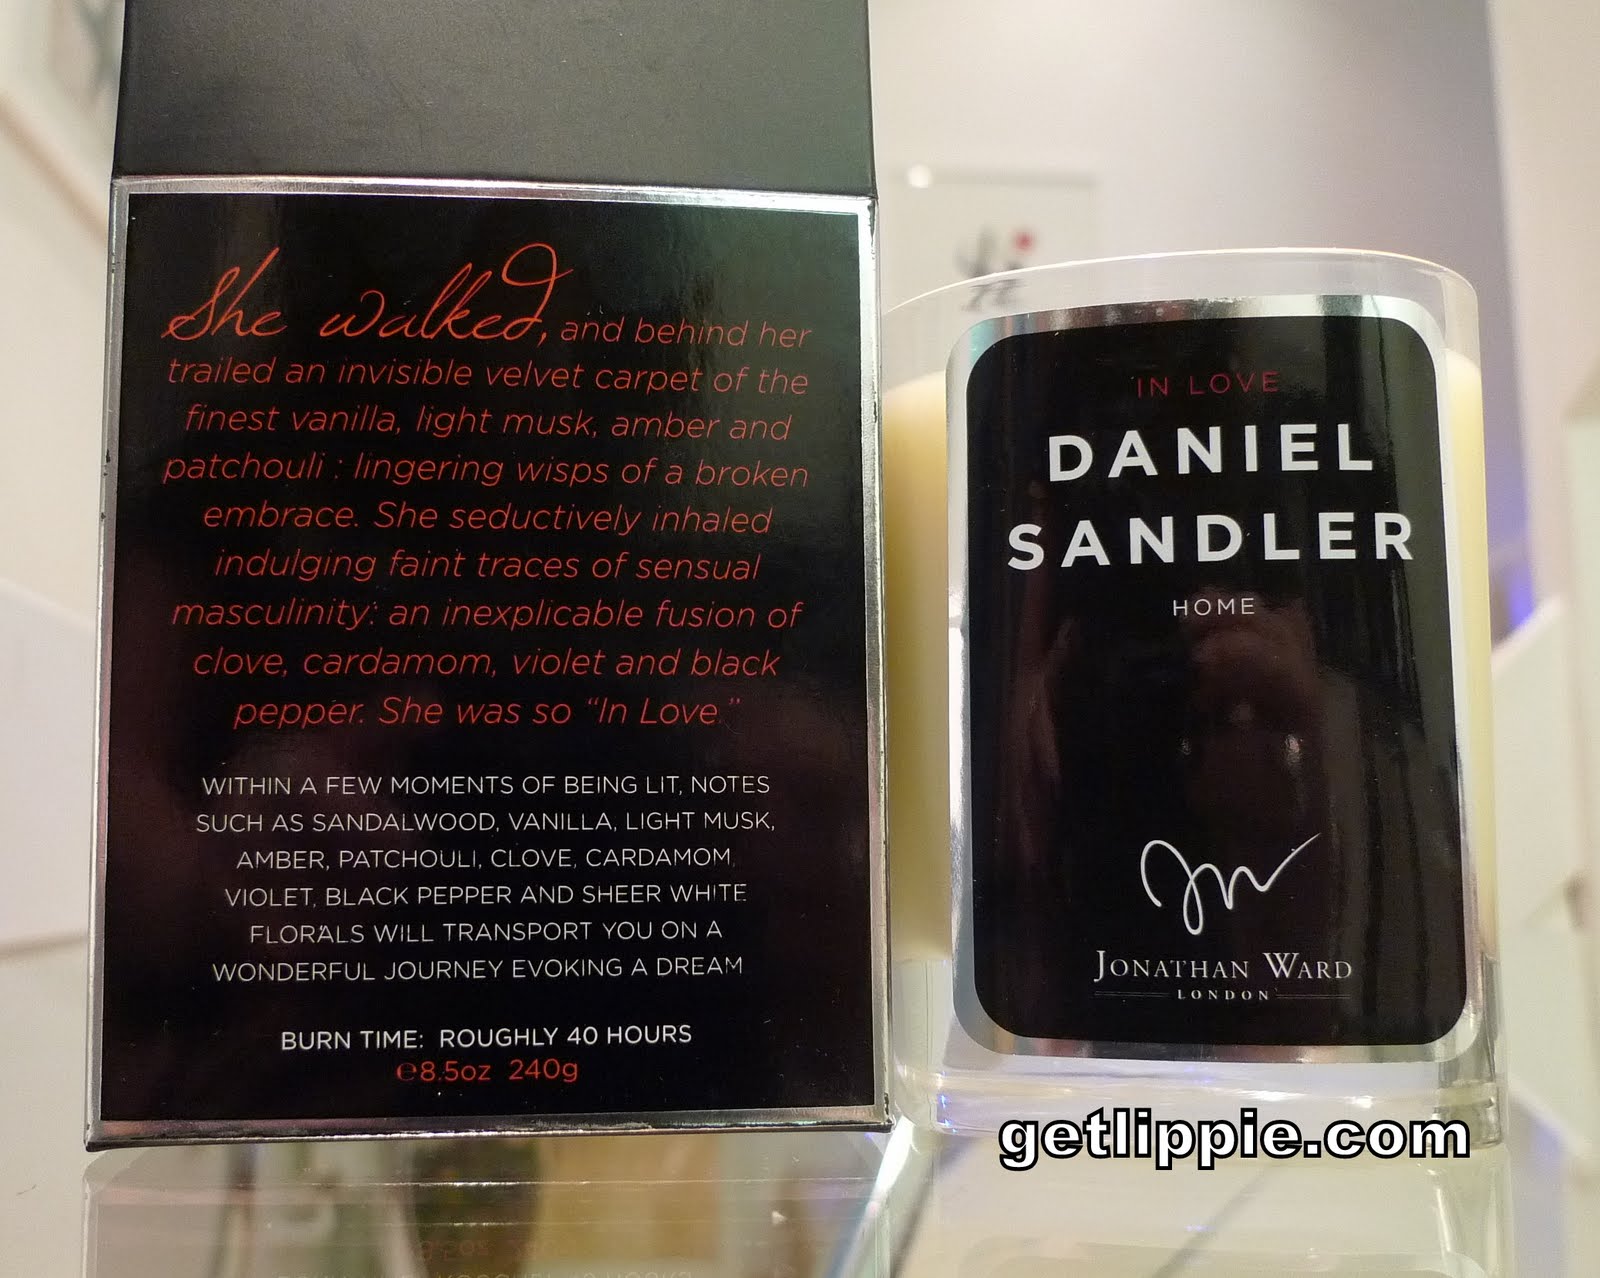 She walked, and behind her
trailed an invisible velvet carpet of the
finest vanilla, light musk, amber and
patchouli : lingering wisps of a broken
embrace. She seductively inhaled
indulging faint traces of sensual
masculinity: an inexplicable fusion of
clove, cardamom, violet and black
pepper. She was so “In Love.”
WITHIN A FEW MOMENTS OF BEING LIT, NOTES
SUCH AS SANDALWOOD, VANILLA, LIGHT MUSK,
AMBER, PATCHOULI, CLOVE, CARDAMOM,
VIOLET, BLACK PEPPER AND SHEER WHITE
FLORALS WILL TRANSPORT YOU ON A
WONDERFUL JOURNEY EVOKING A DREAM
BURN TIME: ROUGHLY 40 HOURS
℮8.5oz 240g
IN LOVE
DANIEL
SANDLER
HOME
JONATHAN WARD
LONDON
getlippie.com